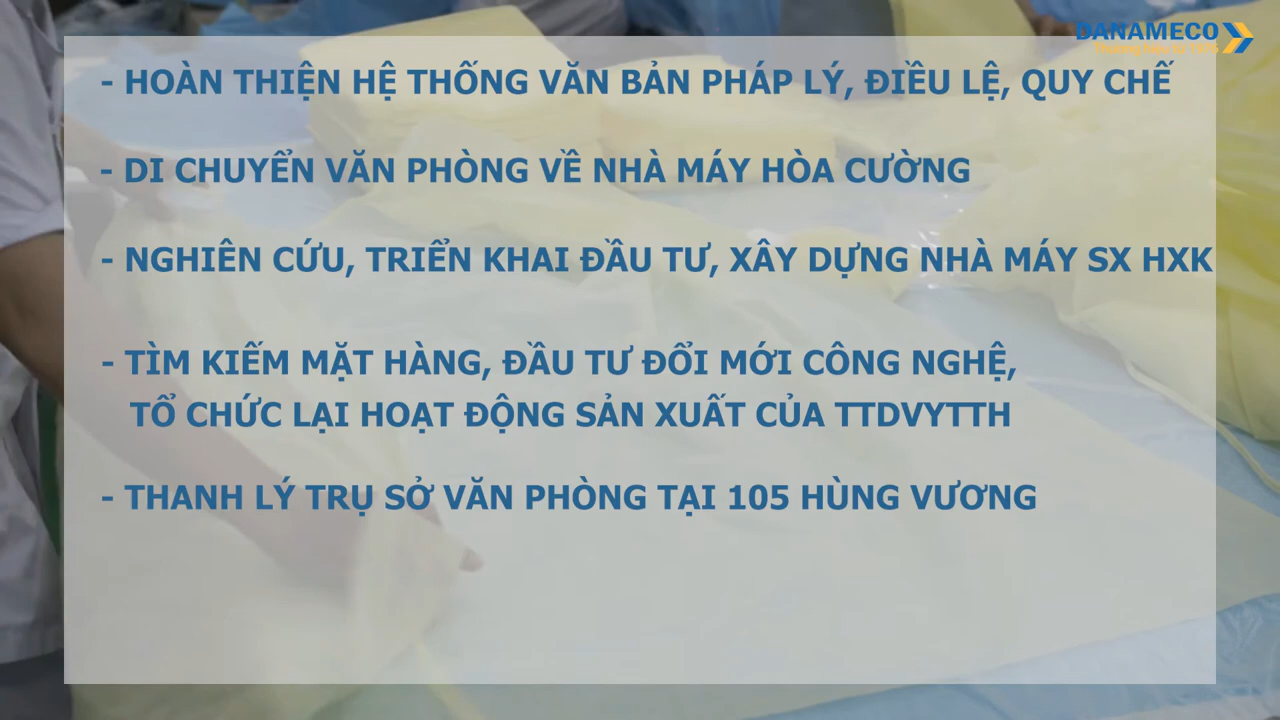 DANAMECO
- HOÀN THIỆN HỆ THỐNG VĂN BẢN PHÁP LÝ, ĐIỀU LỆ, QUY CHẾ
- DI CHUYỂN VĂN PHÒNG VỀ NHÀ MÁY HÒA CƯỜNG
- NGHIÊN CỨU, TRIỂN KHAI ĐẦU TƯ, XÂY DỰNG NHÀ MÁY SX HXK
- TÌM KIẾM MẶT HÀNG, ĐẦU TƯ ĐỔI MỚI CÔNG NGHỆ,
TỔ CHỨC LẠI HOẠT ĐỘNG SẢN XUẤT CỦA TTDVYTTH
- THANH LÝ TRỤ SỞ VĂN PHÒNG TẠI 105 HÙNG VƯƠNG